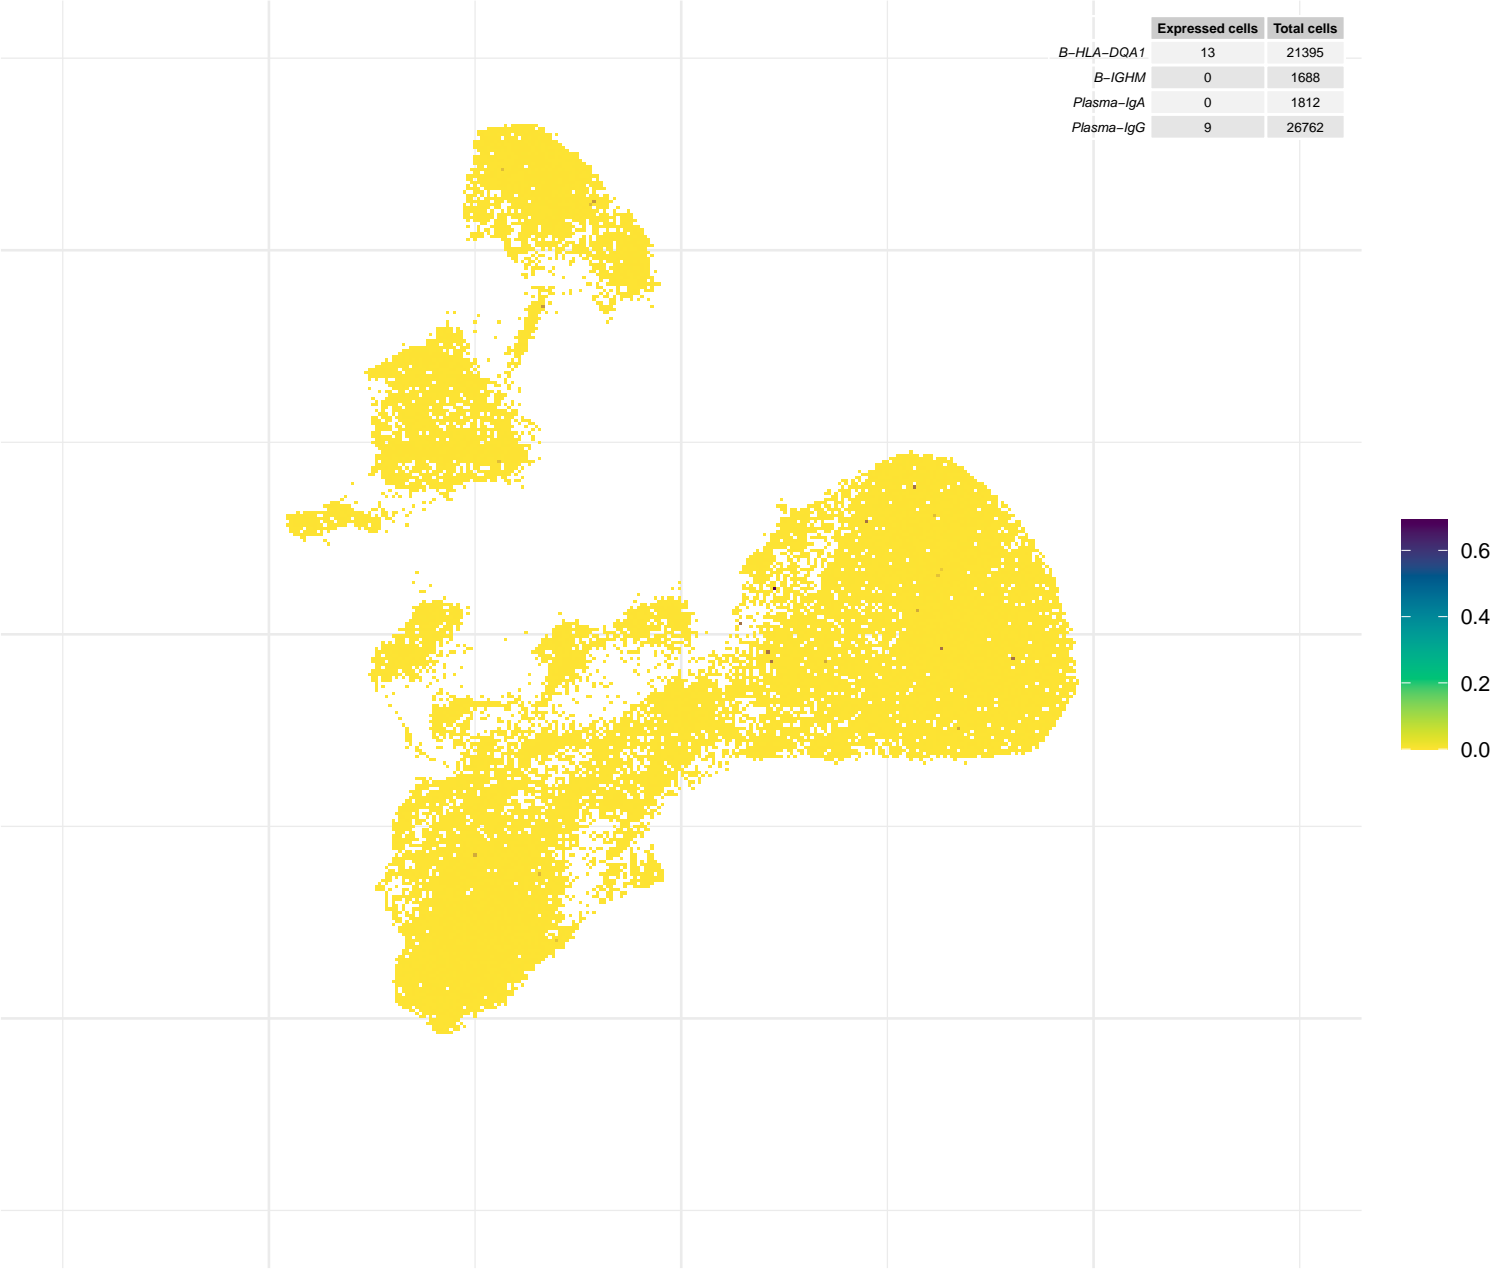 Expressed cells Total cells
B−HLA−DQA1 13 21395
B−IGHM 0 1688
Plasma−IgA 0 1812
Plasma−IgG 9 26762
0.6
0.4
0.2
0.0